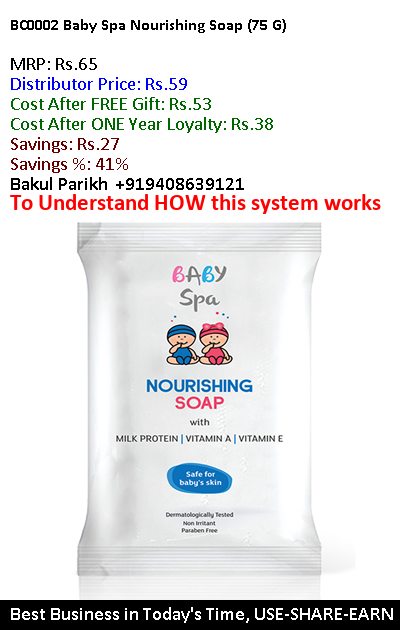 BC0002 Baby Spa Nourishing Soap (75 G)
MRP: Rs.65
Distributor Price: Rs.59
Cost After FREE Gift: Rs.53
Cost After ONE Year Loyalty: Rs.38
Savings: Rs.27
Savings %: 41%
Bakul Parikh +919408639121
To Understand HOW this system works
BABY
Spa
NOURISHING
SOAP
with
MILK PROTEIN | VITAMIN A | VITAMIN E
Safe for
baby's skin
Dermatologically Tested
Non Irritant
Paraben Free
Best Business in Today's Time, USE-SHARE-EARN